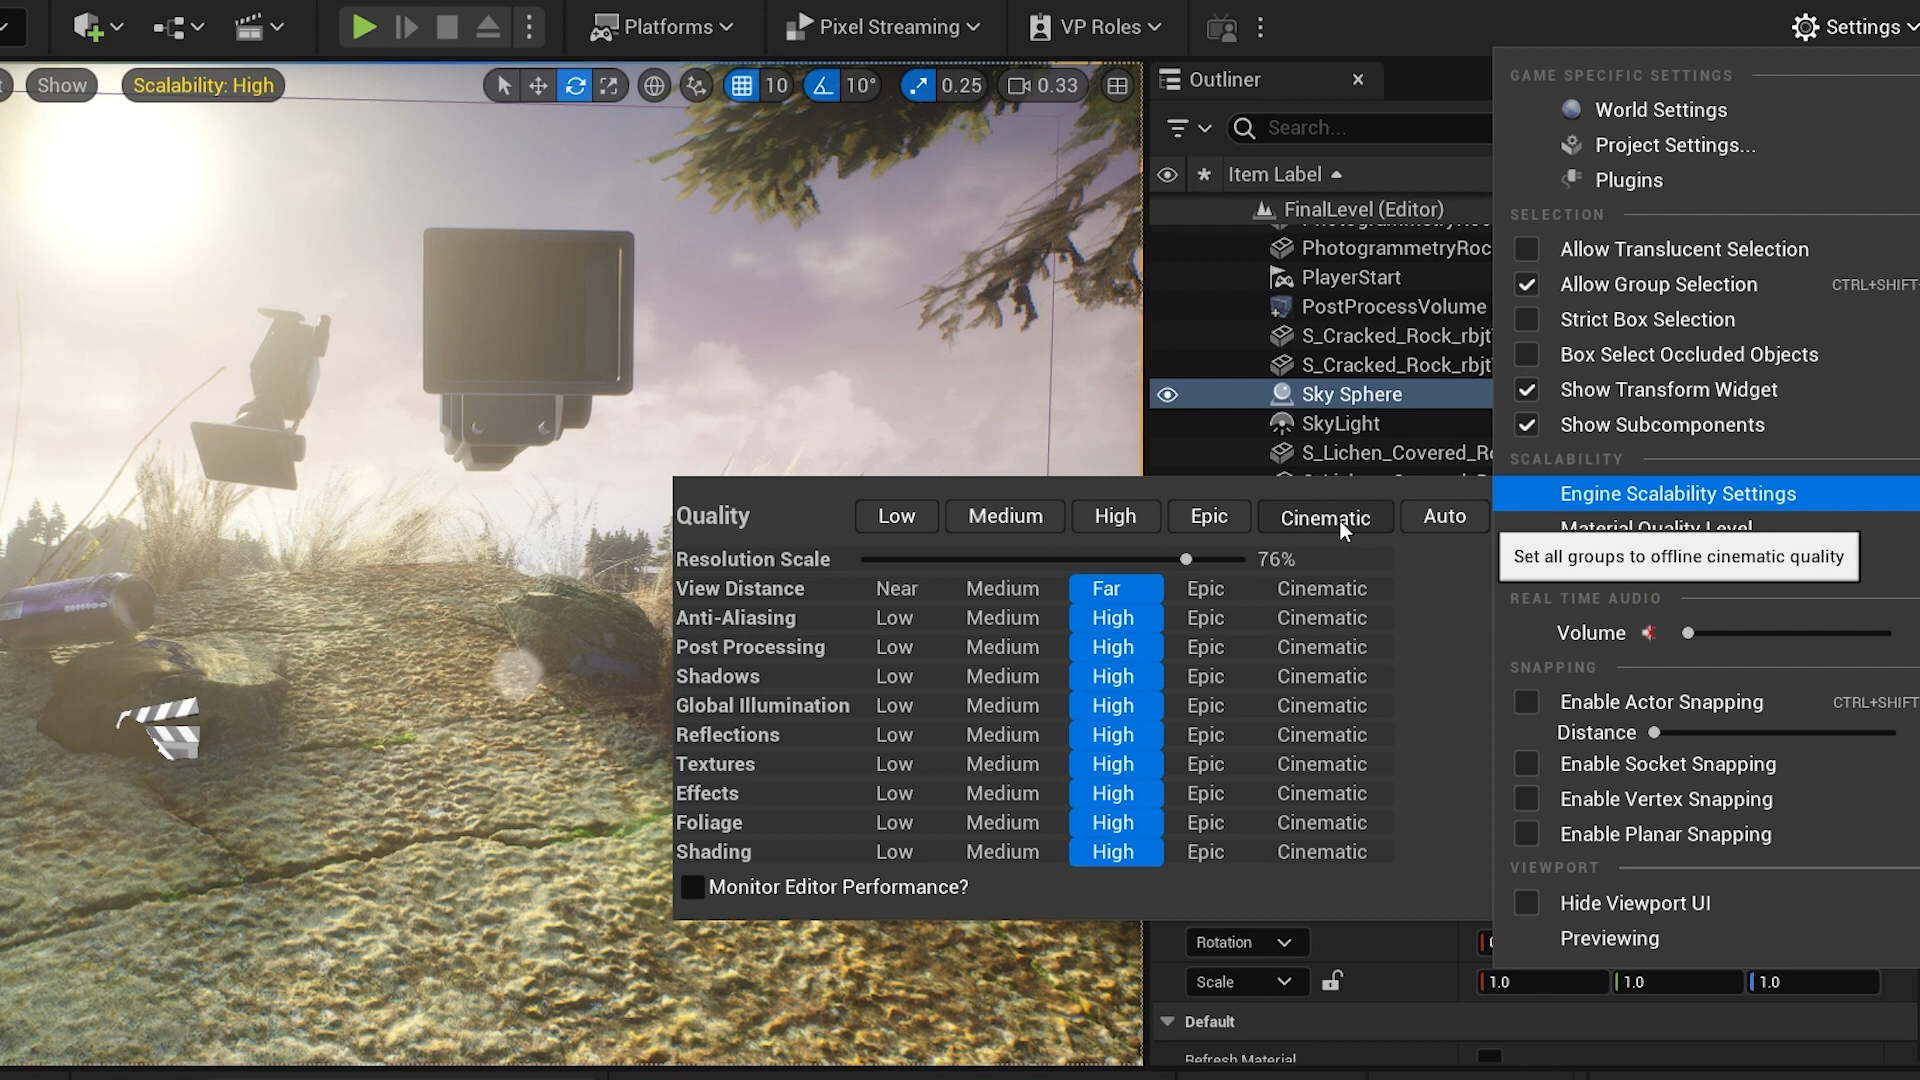 Platforms
Pixel Streaming
VP Roles
Settings
Show
Scalability: High
10
10°
0.25
0.33
Outliner
Search...
Item Label
FinalLevel (Editor)
PhotogrammetryRoc
PlayerStart
PostProcessVolume
S_Cracked_Rock_rbjt
S_Cracked_Rock_rbjt
Sky Sphere
SkyLight
S_Lichen_Covered_R
GAME SPECIFIC SETTINGS
World Settings
Project Settings...
Plugins
SELECTION
Allow Translucent Selection
Allow Group Selection CTRL+SHIFT
Strict Box Selection
Box Select Occluded Objects
Show Transform Widget
Show Subcomponents
SCALABILITY
Engine Scalability Settings
Material Quality Level
Set all groups to offline cinematic quality
REAL TIME AUDIO
Volume
SNAPPING
Enable Actor Snapping CTRL+SHIFT
Distance
Enable Socket Snapping
Enable Vertex Snapping
Enable Planar Snapping
VIEWPORT
Hide Viewport UI
Previewing
Quality Low Medium High Epic Cinematic Auto
Resolution Scale 76%
View Distance Near Medium Far Epic Cinematic
Anti-Aliasing Low Medium High Epic Cinematic
Post Processing Low Medium High Epic Cinematic
Shadows Low Medium High Epic Cinematic
Global Illumination Low Medium High Epic Cinematic
Reflections Low Medium High Epic Cinematic
Textures Low Medium High Epic Cinematic
Effects Low Medium High Epic Cinematic
Foliage Low Medium High Epic Cinematic
Shading Low Medium High Epic Cinematic
Monitor Editor Performance?
Rotation
Scale 1.0 1.0 1.0
Default
Refresh Material